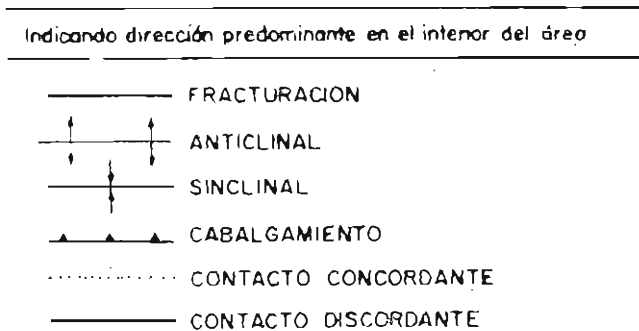 Indicando dirección predominante en el interior del área
FRACTURACION
ANTICLINAL
SINCLINAL
CABALGAMIENTO
CONTACTO CONCORDANTE
CONTACTO DISCORDANTE